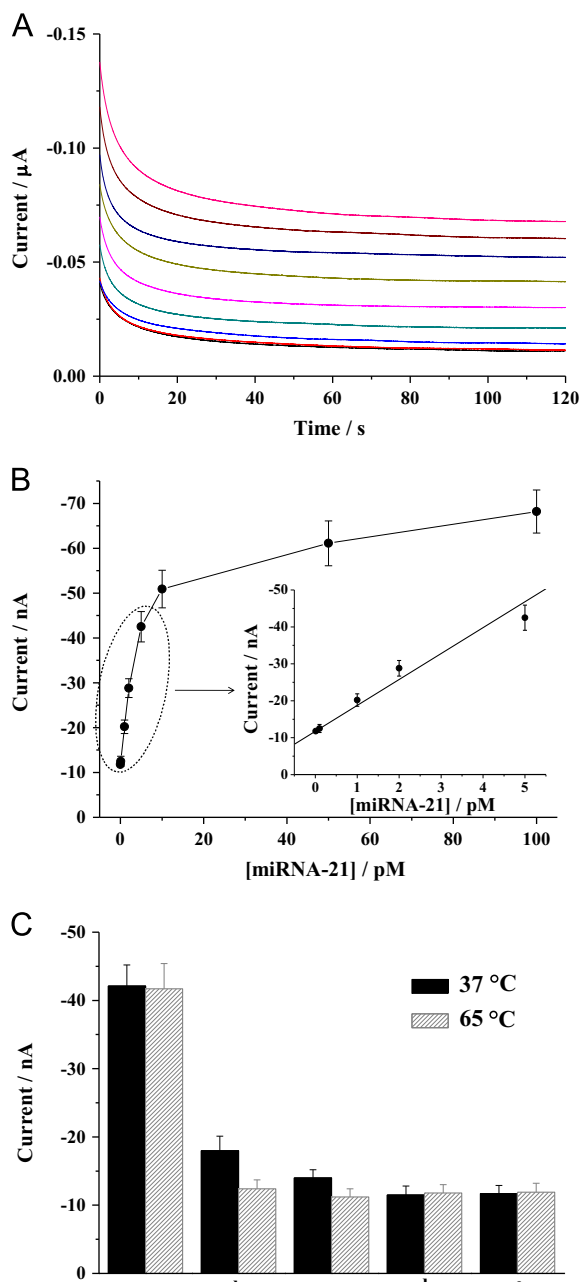 A
-0.15
-0.10
-0.05
0.00
Current / µA
0 20 40 60 80 100 120
Time / s
B
-70
-60
-50
-40
-30
-20
-10
0
Current / nA
0 20 40 60 80 100
[miRNA-21] / pM
-50
-40
-30
-20
-10
0
Current / nA
0 1 2 3 4 5
[miRNA-21] / pM
C
-50
-40
-30
-20
-10
0
Current / nA
37 °C
65 °C